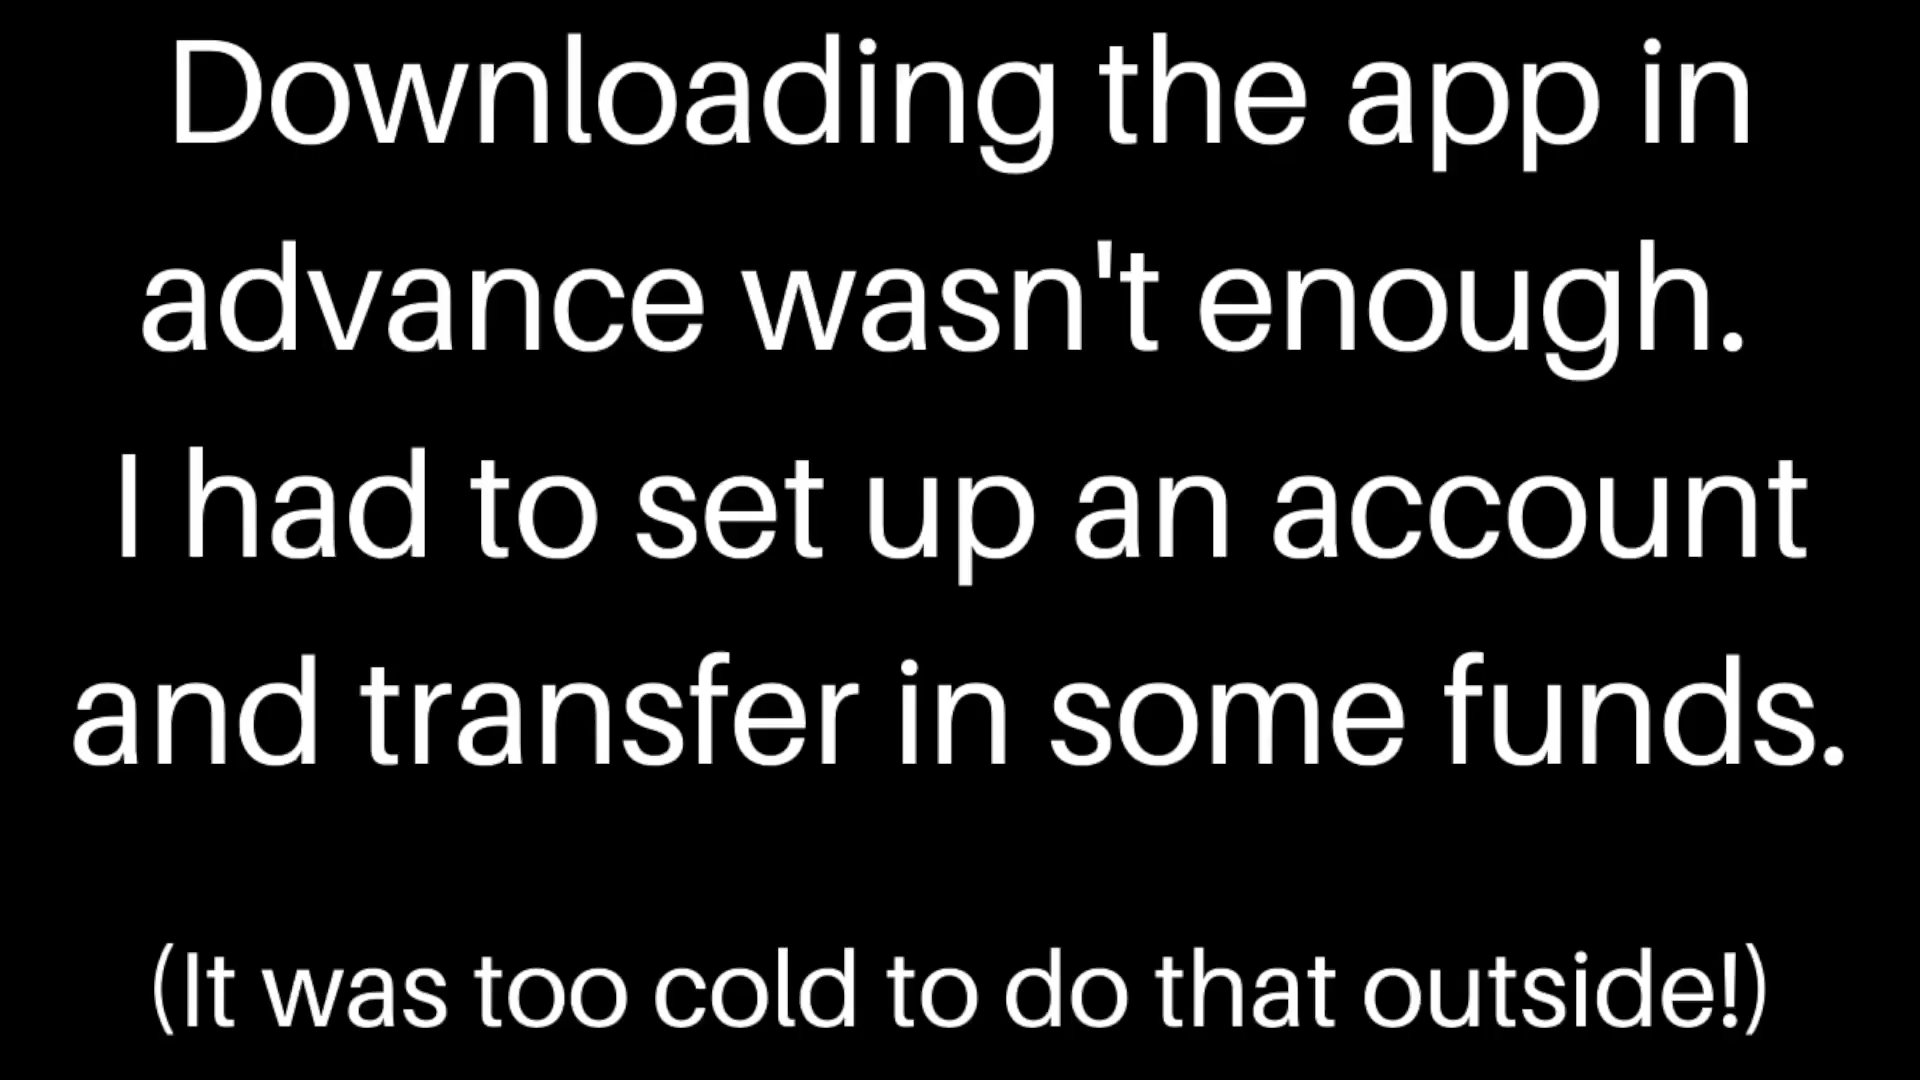 Downloading the app in
advance wasn't enough.
I had to set up an account
and transfer in some funds.
(It was too cold to do that outside!)